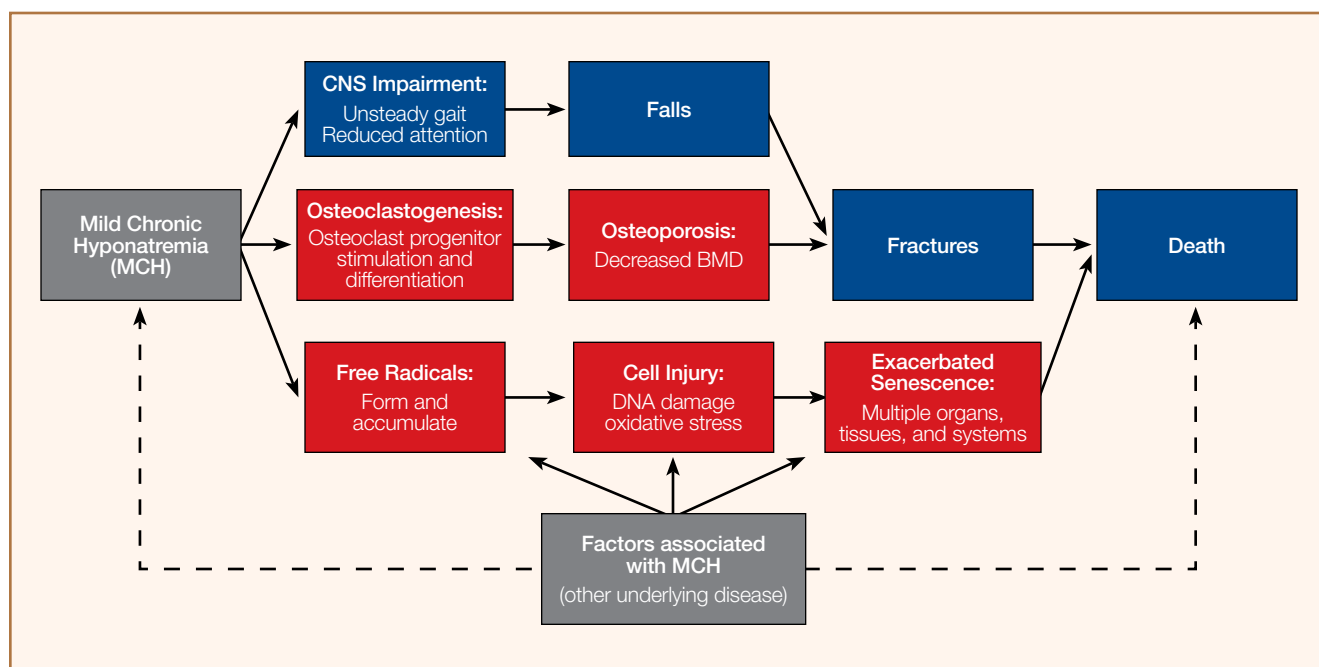 CNS Impairment:
Unsteady gait
Reduced attention
Falls
Mild Chronic
Hyponatremia
(MCH)
Osteoclastogenesis:
Osteoclast progenitor
stimulation and
differentiation
Osteoporosis:
Decreased BMD
Fractures
Death
Free Radicals:
Form and
accumulate
Cell Injury:
DNA damage
oxidative stress
Exacerbated
Senescence:
Multiple organs,
tissues, and systems
Factors associated
with MCH
(other underlying disease)